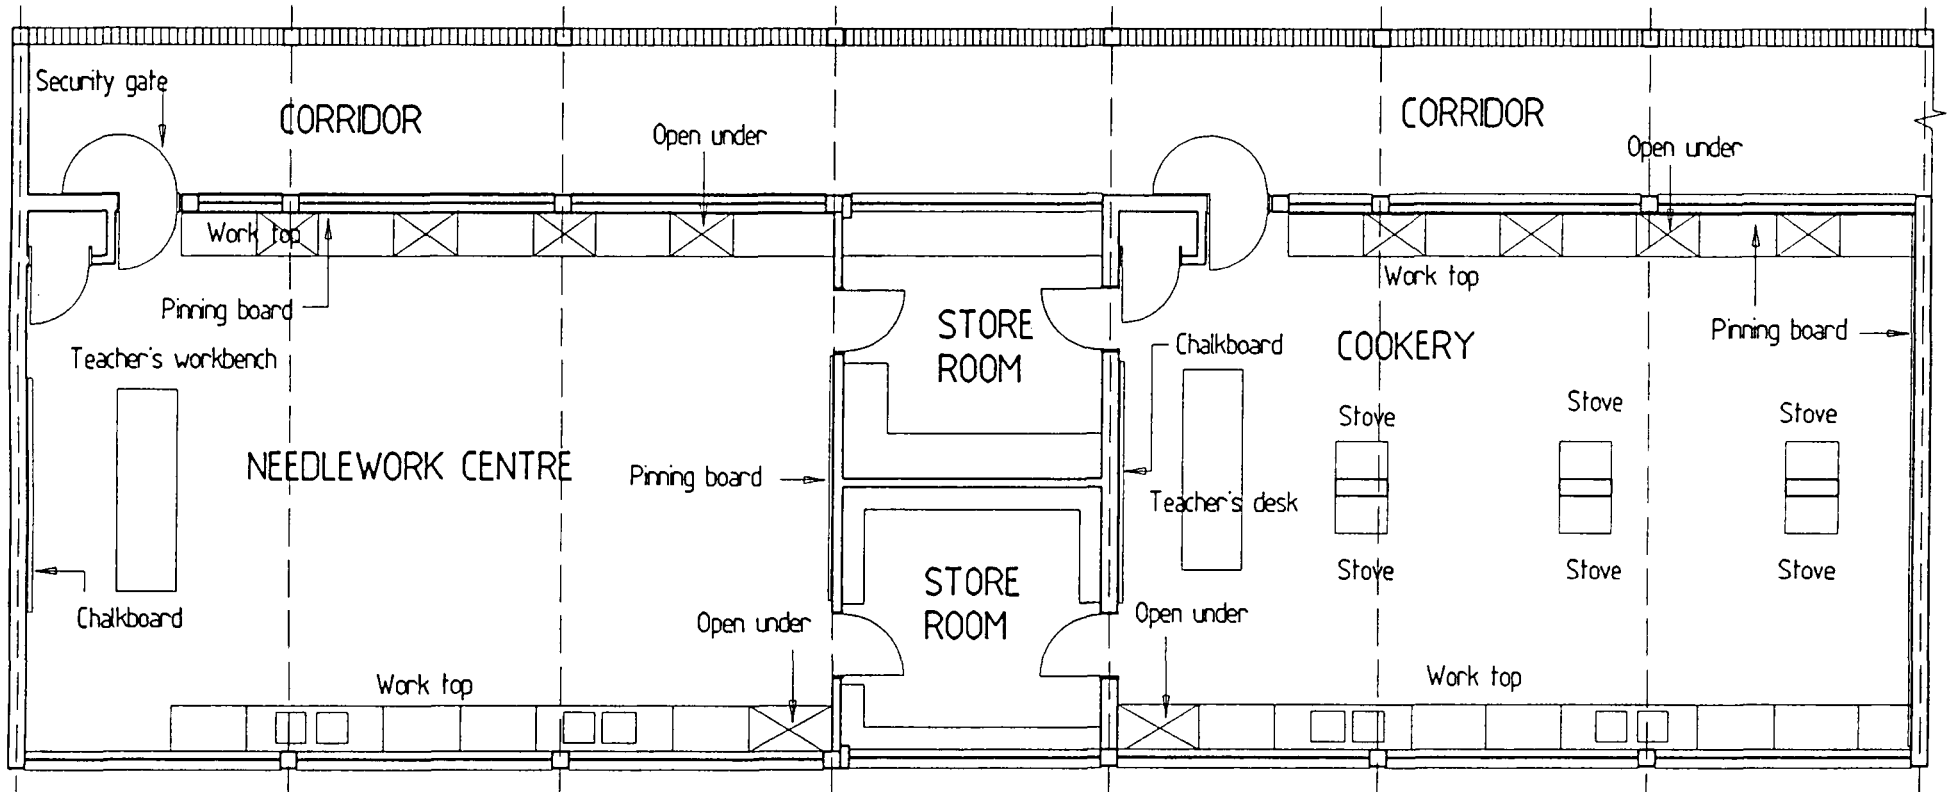 Security gate
CORRIDOR
Open under
CORRIDOR
Open under
Work top
Pinning board
Work top
STORE
ROOM
Chalkboard
COOKERY
Pinning board
Teacher's workbench
Stove
Stove
Stove
NEEDLEWORK CENTRE
Pinning board
Teacher's desk
STORE
ROOM
Stove
Stove
Stove
Chalkboard
Open under
Open under
Work top
Work top